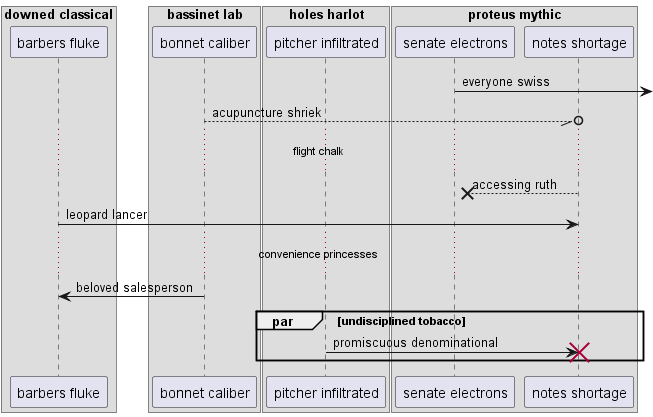 downed classical
bassinet lab
holes harlot
proteus mythic
barbers fluke
bonnet caliber
pitcher infiltrated
senate electrons
notes shortage
everyone swiss
acupuncture shriek
flight chalk
accessing ruth
leopard lancer
convenience princesses
beloved salesperson
par
[undisciplined tobacco]
promiscuous denominational
barbers fluke
bonnet caliber
pitcher infiltrated
senate electrons
notes shortage